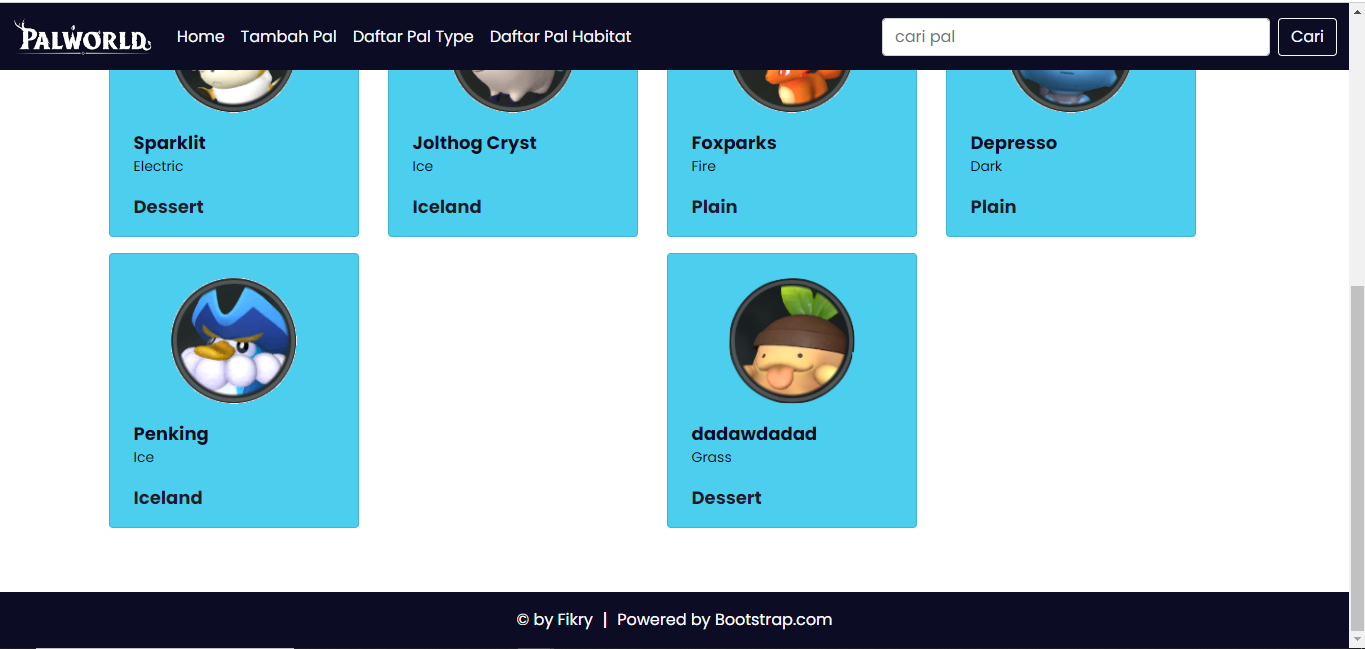 PALWORLD
Home Tambah Pal Daftar Pal Type Daftar Pal Habitat cari pal Cari
Sparklit Jolthog Cryst Foxparks Depresso
Electric Ice Fire Dark
Dessert Iceland Plain Plain
Penking dadawdadad
Ice Grass
Iceland Dessert
© by Fikry | Powered by Bootstrap.com